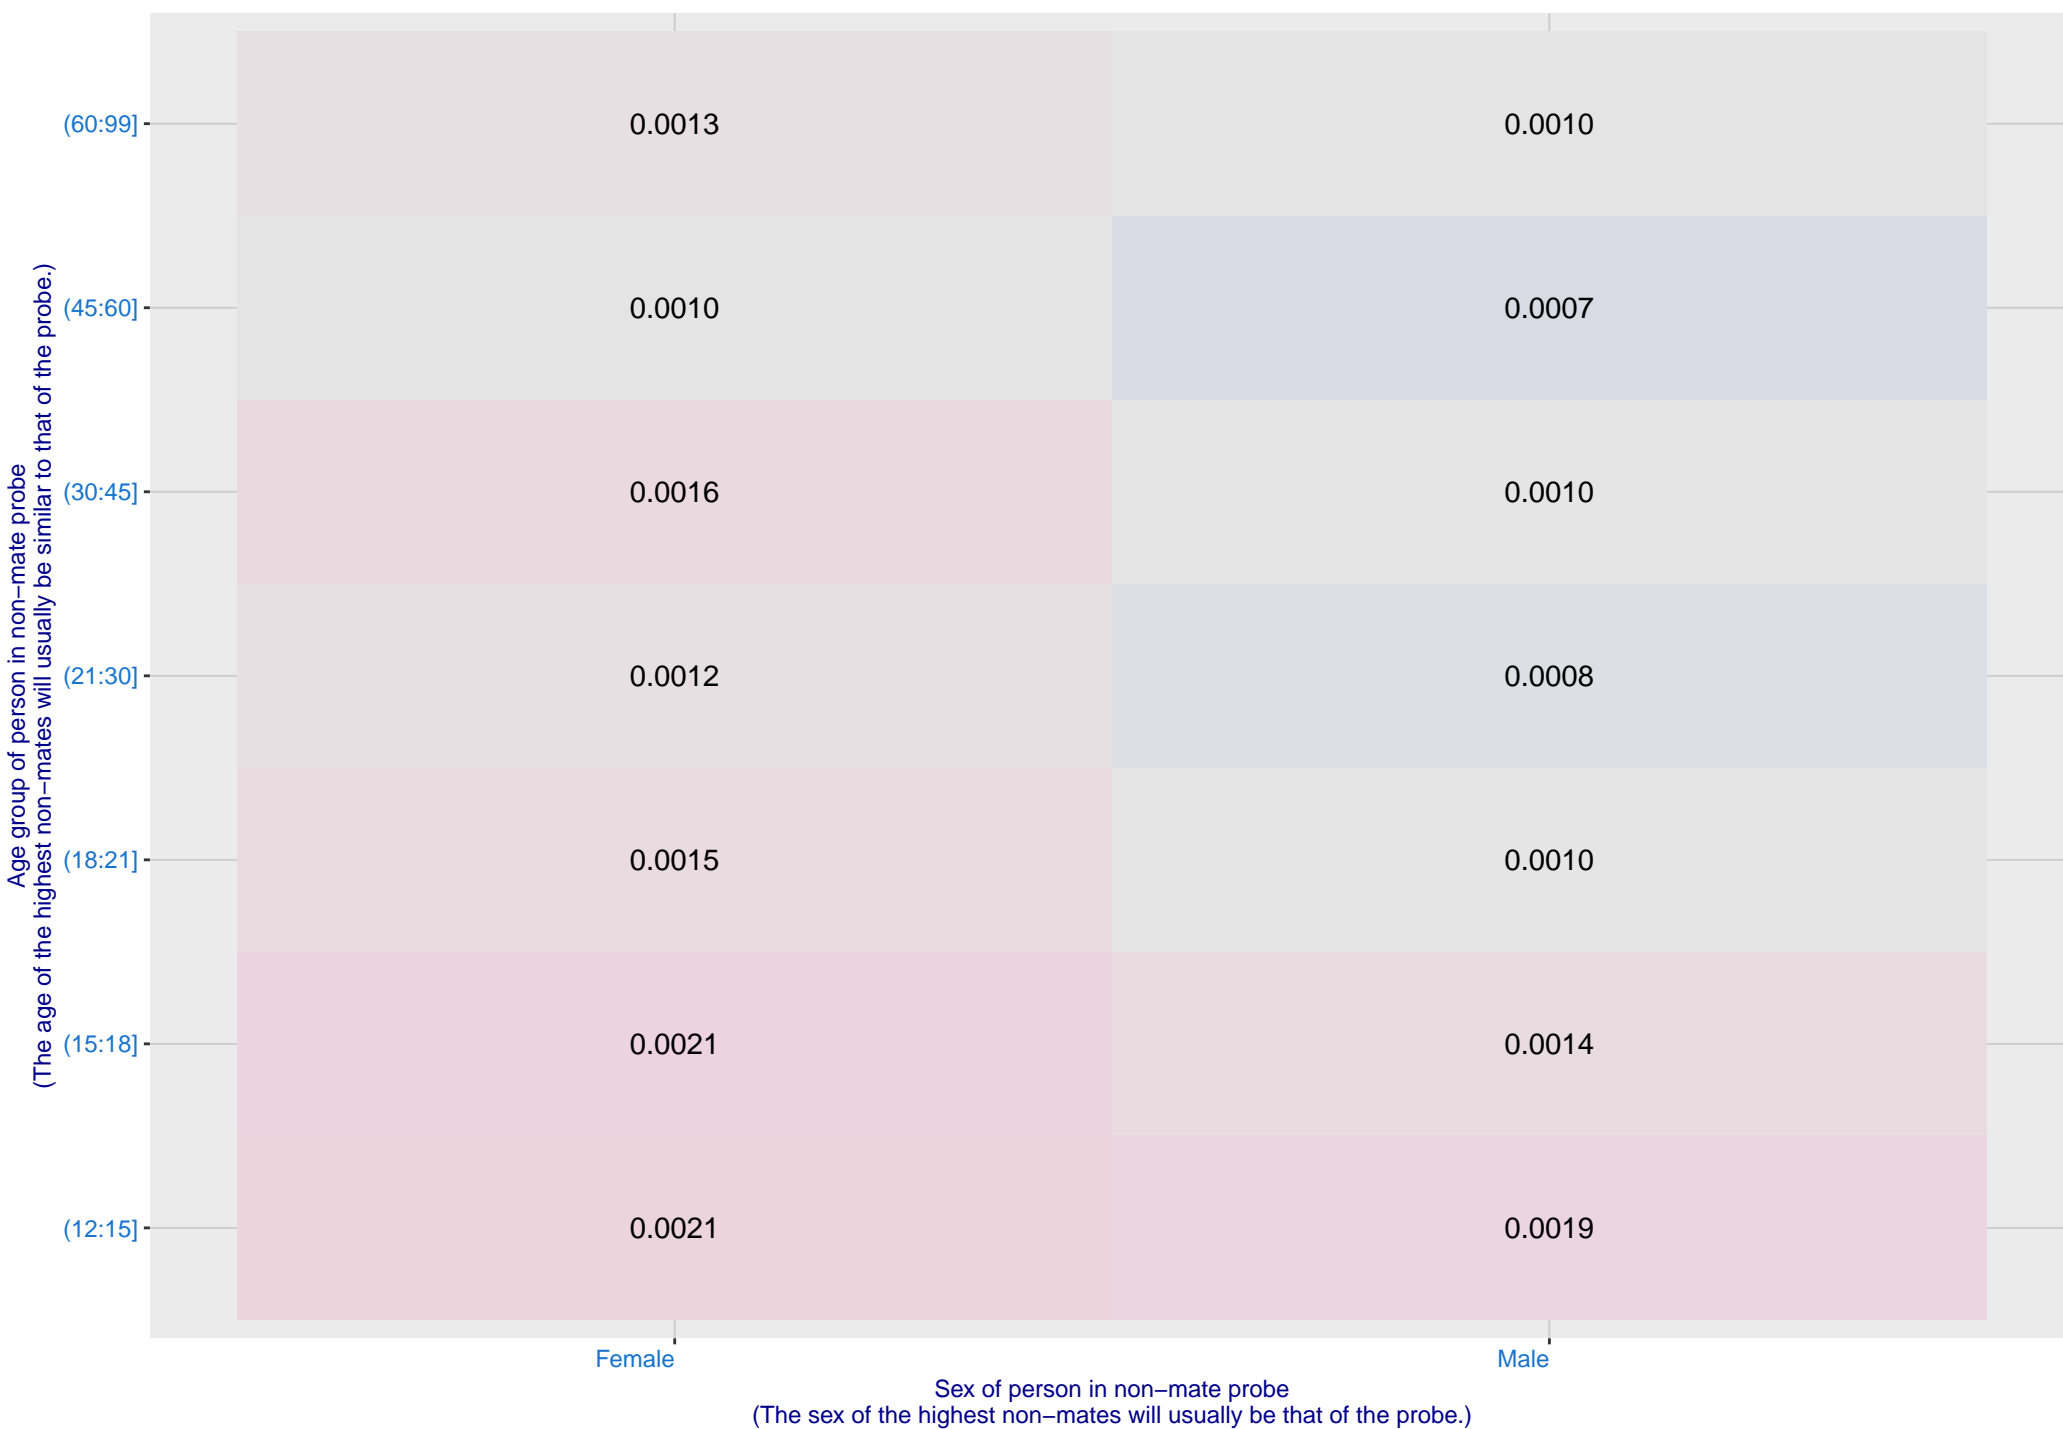 Age group of person in non−mate probe
(The age of the highest non−mates will usually be similar to that of the probe.)
(60:99] 0.0013 0.0010
(45:60] 0.0010 0.0007
(30:45] 0.0016 0.0010
(21:30] 0.0012 0.0008
(18:21] 0.0015 0.0010
(15:18] 0.0021 0.0014
(12:15] 0.0021 0.0019
Female Male
Sex of person in non−mate probe
(The sex of the highest non−mates will usually be that of the probe.)